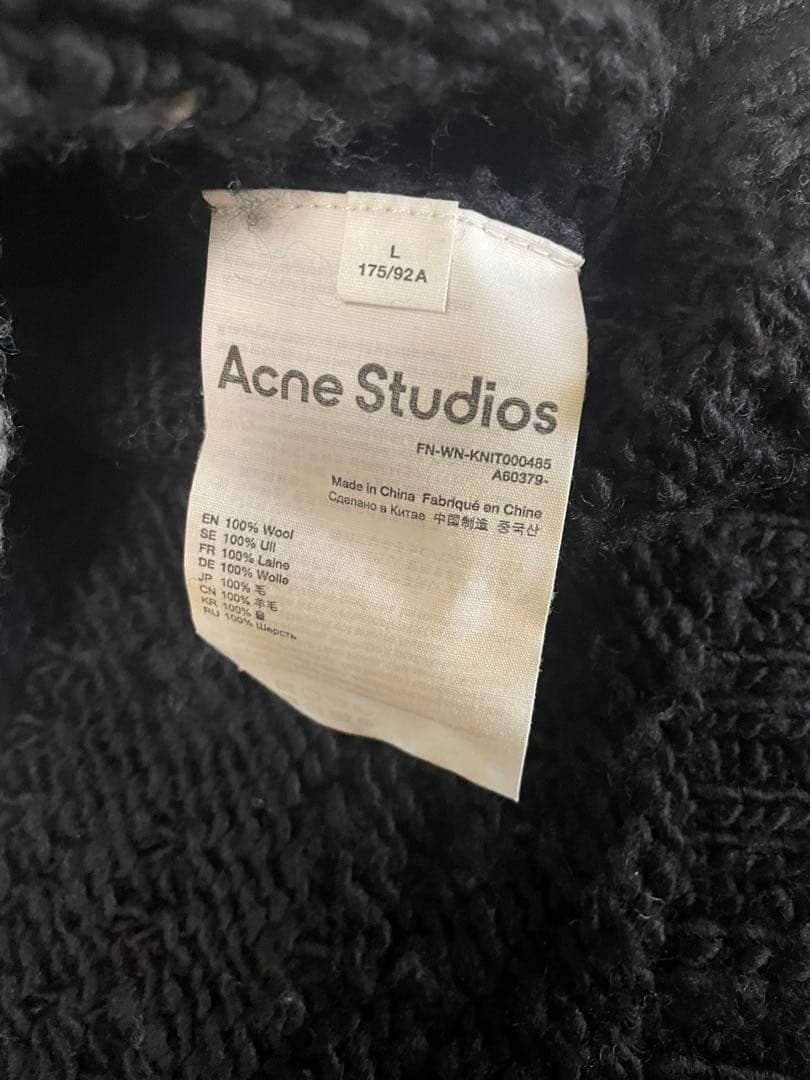 L
175/92A
Acne Studios
FN-WN-KNIT000485
A60379-
Made in China Fabriqué en Chine
Сделано в Китае 中国制造 중국산
EN 100% Wool
SE 100% Ull
FR 100% Laine
DE 100% Wolle
JP 100% 毛
CN 100% 羊毛
KR 100% 울
RU 100% Шерсть